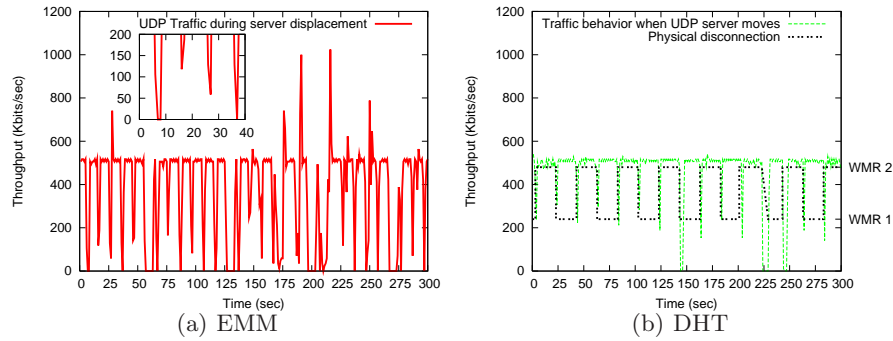 UDP Traffic during server displacement
1200
1000
800
600
400
200
0
Throughput (Kbits/sec)
200
150
100
50
0
0 10 20 30 40
0 25 50 75 100 125 150 175 200 225 250 275 300
Time (sec)
(a) EMM
Traffic behavior when UDP server moves
Physical disconnection
1200
1000
800
600
400
200
0
Throughput (Kbits/sec)
WMR 2
WMR 1
0 25 50 75 100 125 150 175 200 225 250 275 300
Time (sec)
(b) DHT